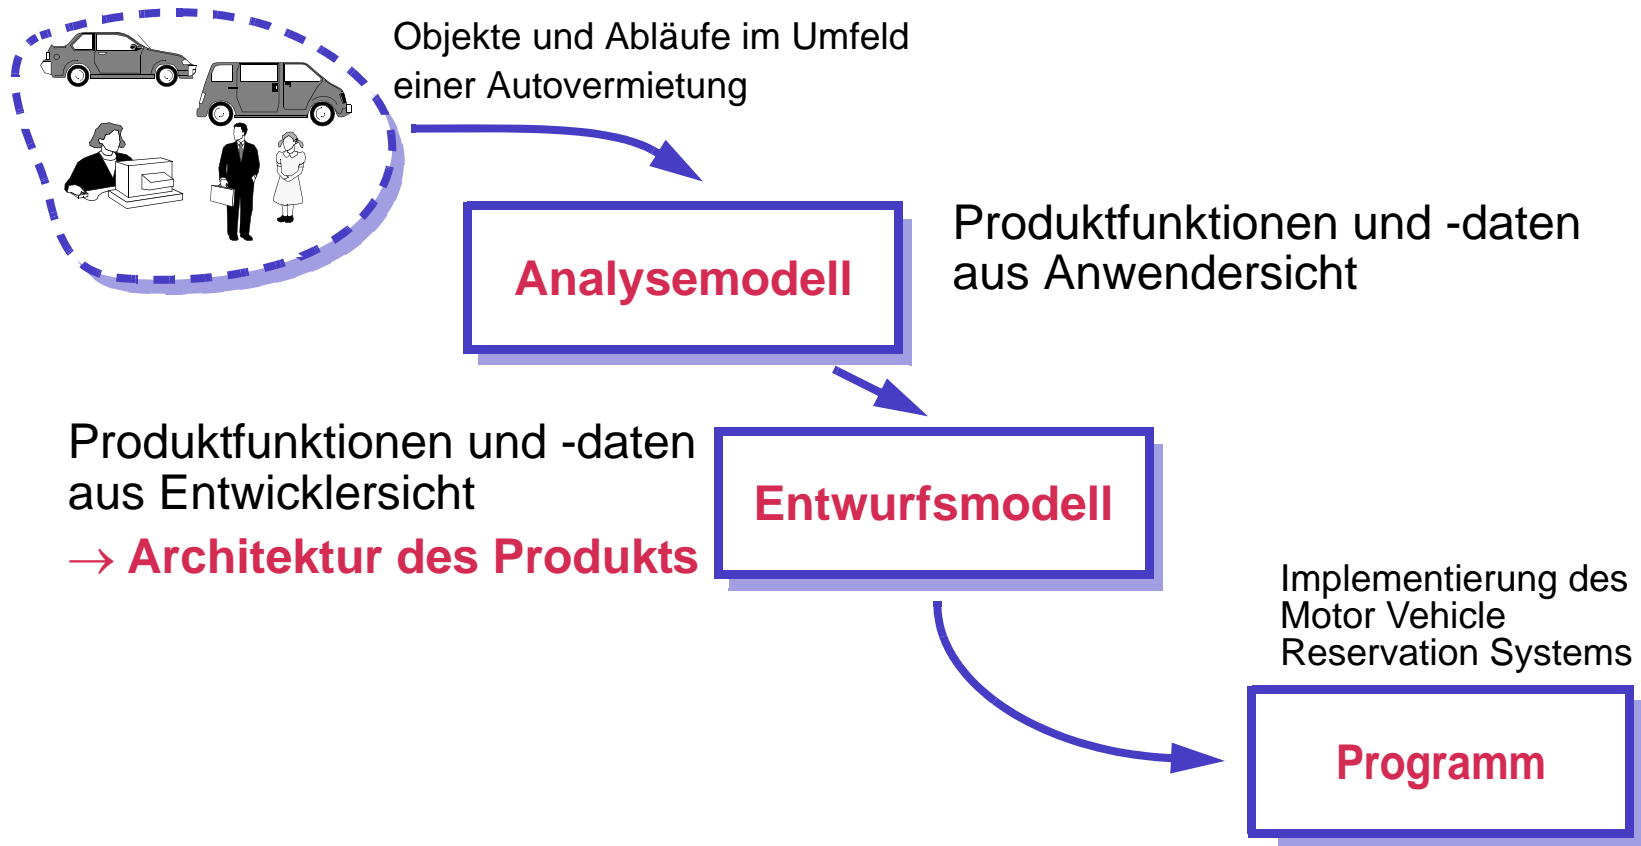 Objekte und Abläufe im Umfeld
einer Autovermietung
Analysemodell
Produktfunktionen und -daten
aus Anwendersicht
Produktfunktionen und -daten
aus Entwicklersicht
→ Architektur des Produkts
Entwurfsmodell
Implementierung des
Motor Vehicle
Reservation Systems
Programm